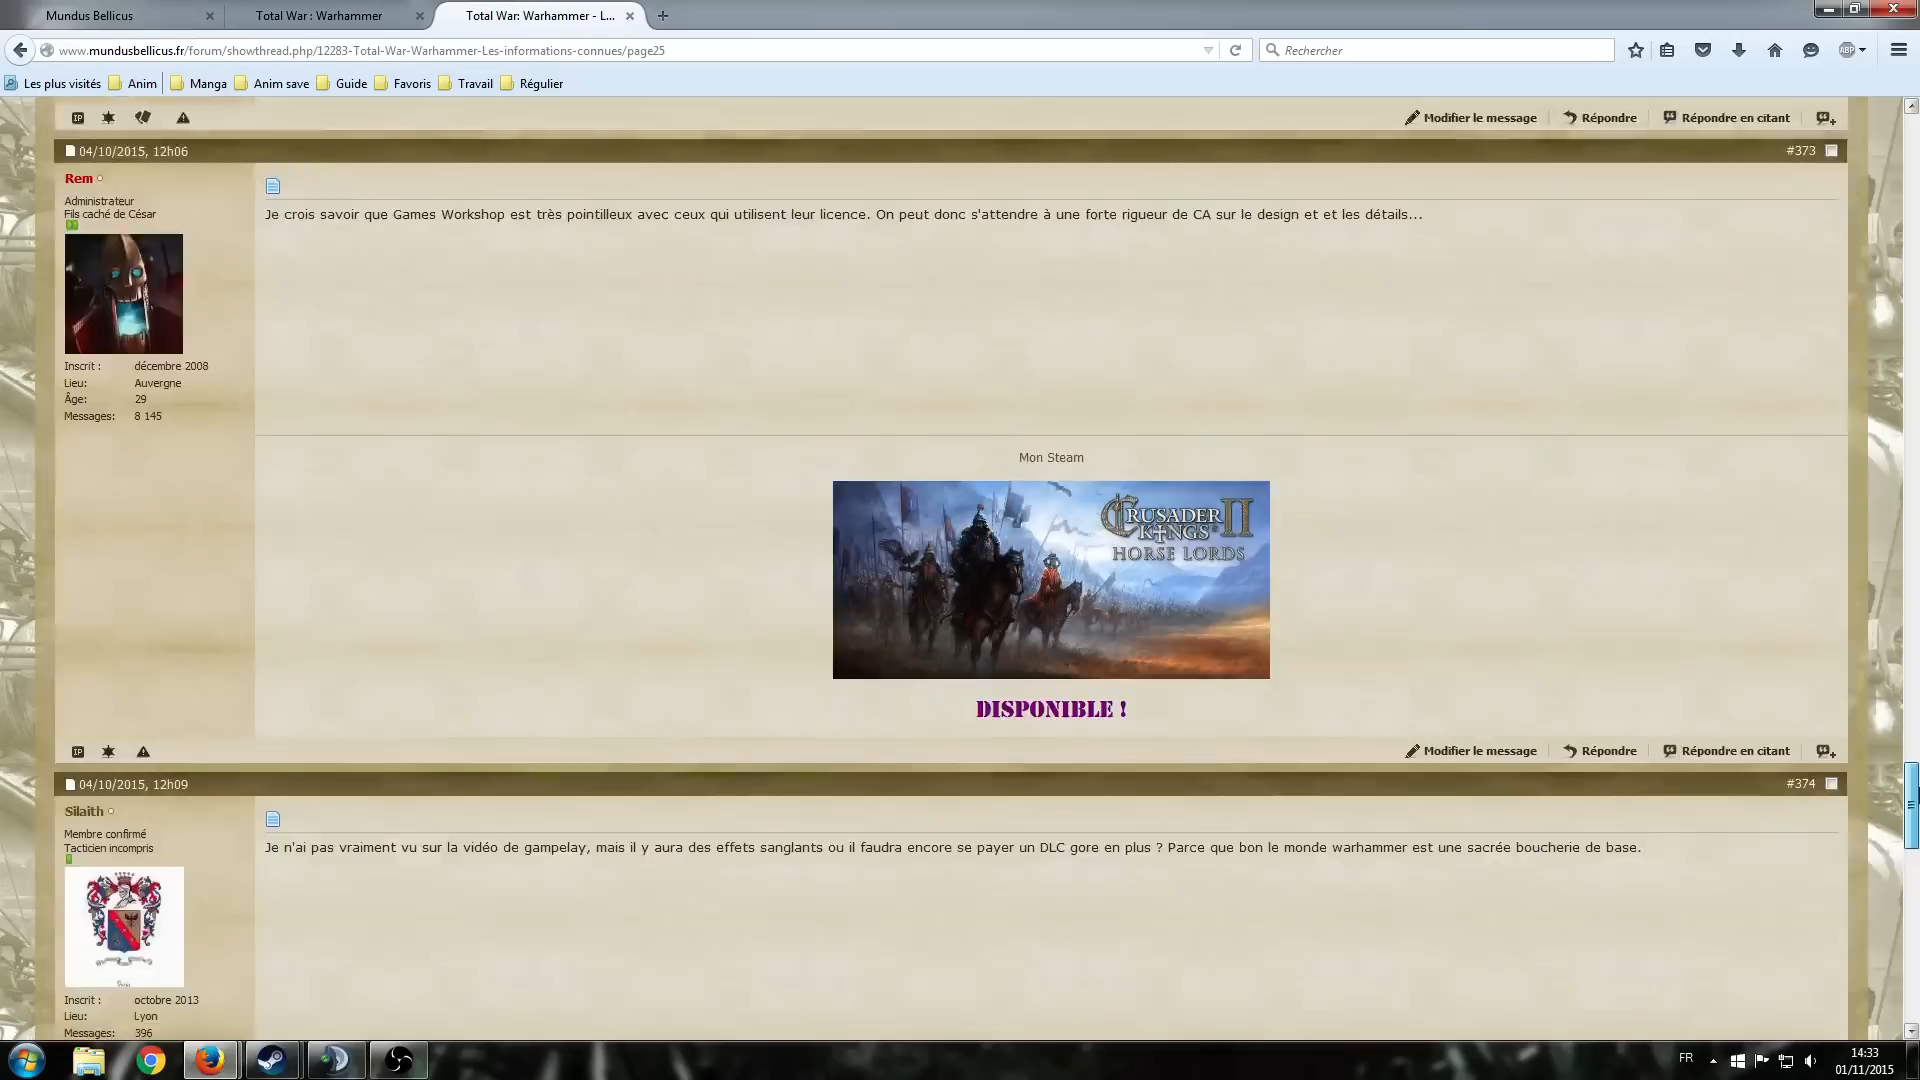 Mundus Bellicus
Total War : Warhammer
Total War: Warhammer - L...
www.mundusbellicus.fr/forum/showthread.php/12283-Total-War-Warhammer-Les-informations-connues/page25
Rechercher
ABP
Les plus visités
Anim
Manga
Anim save
Guide
Favoris
Travail
Régulier
IP
Modifier le message
Répondre
Répondre en citant
04/10/2015, 12h06
#373
Rem
Administrateur
Fils caché de César
Je crois savoir que Games Workshop est très pointilleux avec ceux qui utilisent leur licence. On peut donc s'attendre à une forte rigueur de CA sur le design et et les détails...
Inscrit : décembre 2008
Lieu: Auvergne
Âge: 29
Messages: 8 145
Mon Steam
CRUSADER II
KINGS
HORSE LORDS
DISPONIBLE !
IP
Modifier le message
Répondre
Répondre en citant
04/10/2015, 12h09
#374
Silaith
Membre confirmé
Tacticien incompris
Je n'ai pas vraiment vu sur la vidéo de gampelay, mais il y aura des effets sanglants ou il faudra encore se payer un DLC gore en plus ? Parce que bon le monde warhammer est une sacrée boucherie de base.
Inscrit : octobre 2013
Lieu: Lyon
Messages: 396
FR
14:33
01/11/2015